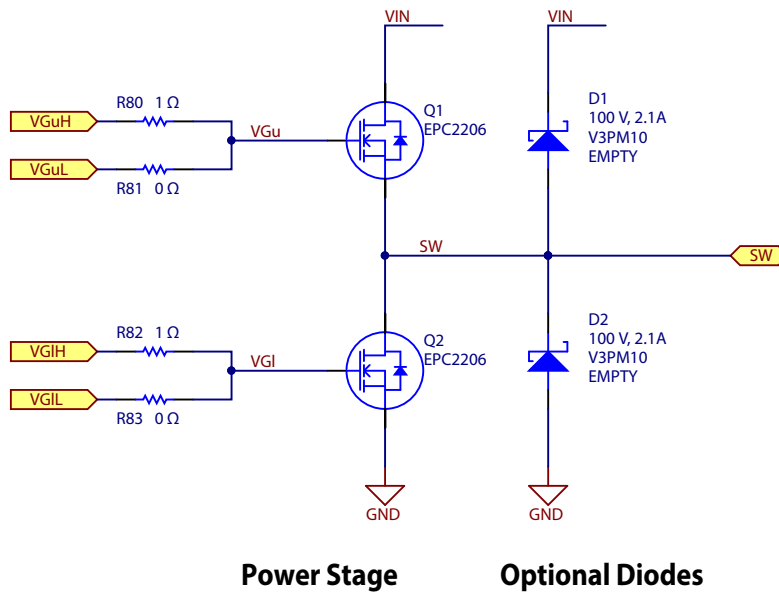 VIN
VIN
R80 1 Ω
VGuH
VGu
Q1
EPC2206
D1
100 V, 2.1A
V3PM10
EMPTY
VGuL
R81 0 Ω
SW
SW
R82 1 Ω
VGlH
VGl
Q2
EPC2206
D2
100 V, 2.1A
V3PM10
EMPTY
VGlL
R83 0 Ω
GND
GND
Power Stage
Optional Diodes